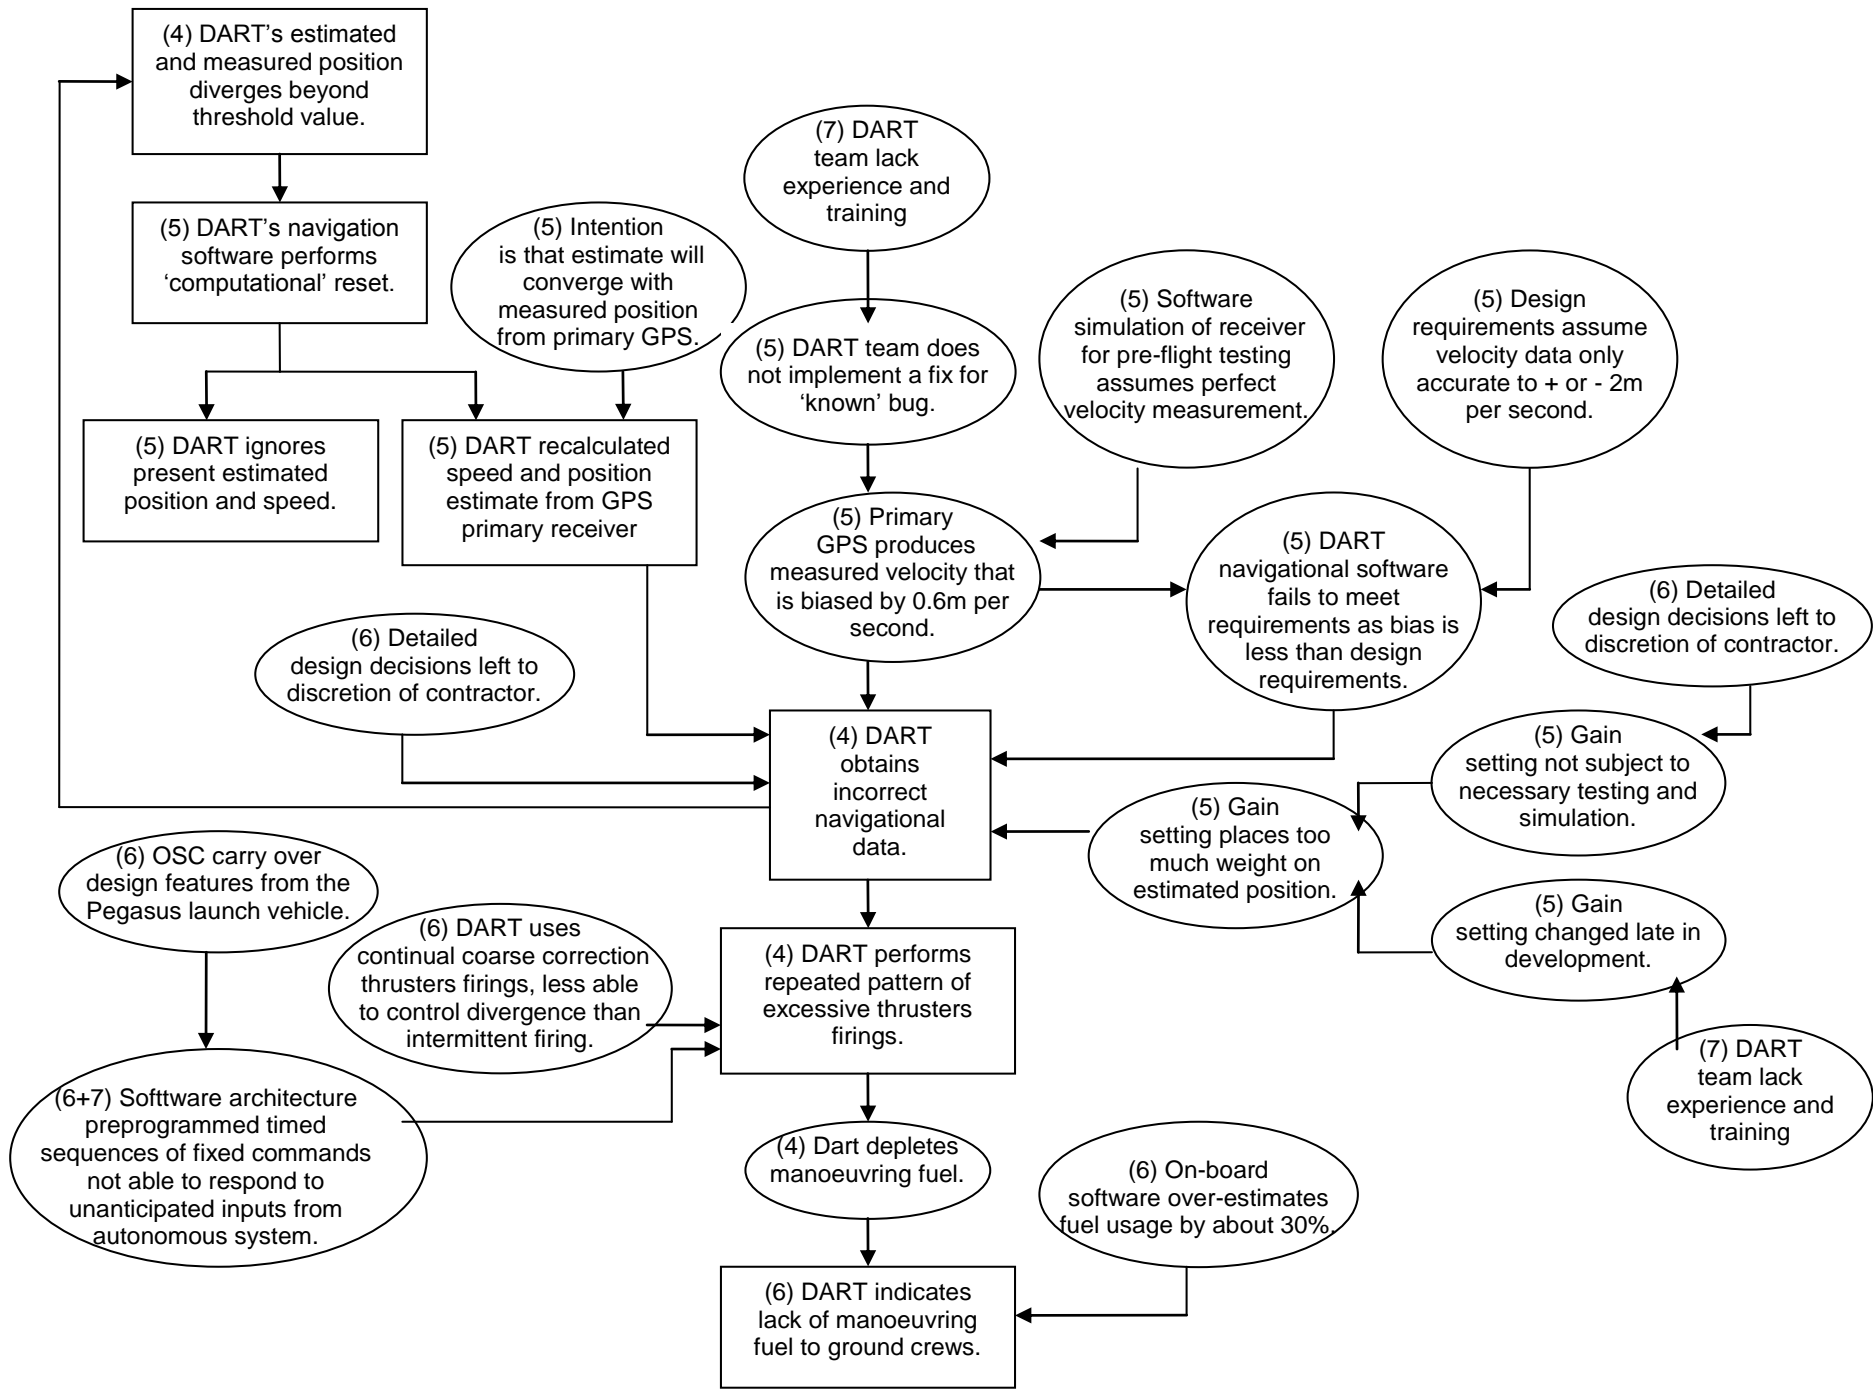 (4) DART’s estimated
and measured position
diverges beyond
threshold value.
(7) DART
team lack
experience and
training
(5) DART’s navigation
software performs
‘computational’ reset.
(5) Intention
is that estimate will
converge with
measured position
from primary GPS.
(5) DART team does
not implement a fix for
‘known’ bug.
(5) Software
simulation of receiver
for pre-flight testing
assumes perfect
velocity measurement.
(5) Design
requirements assume
velocity data only
accurate to + or - 2m
per second.
(5) DART ignores
present estimated
position and speed.
(5) DART recalculated
speed and position
estimate from GPS
primary receiver
(5) Primary
GPS produces
measured velocity that
is biased by 0.6m per
second.
(5) DART
navigational software
fails to meet
requirements as bias is
less than design
requirements.
(6) Detailed
design decisions left to
discretion of contractor.
(6) Detailed
design decisions left to
discretion of contractor.
(4) DART
obtains
incorrect
navigational
data.
(5) Gain
setting not subject to
necessary testing and
simulation.
(5) Gain
setting places too
much weight on
estimated position.
(6) OSC carry over
design features from the
Pegasus launch vehicle.
(6) DART uses
continual coarse correction
thrusters firings, less able
to control divergence than
intermittent firing.
(4) DART performs
repeated pattern of
excessive thrusters
firings.
(5) Gain
setting changed late in
development.
(7) DART
team lack
experience and
training
(6+7) Softtware architecture
preprogrammed timed
sequences of fixed commands
not able to respond to
unanticipated inputs from
autonomous system.
(4) Dart depletes
manoeuvring fuel.
(6) On-board
software over-estimates
fuel usage by about 30%.
(6) DART indicates
lack of manoeuvring
fuel to ground crews.